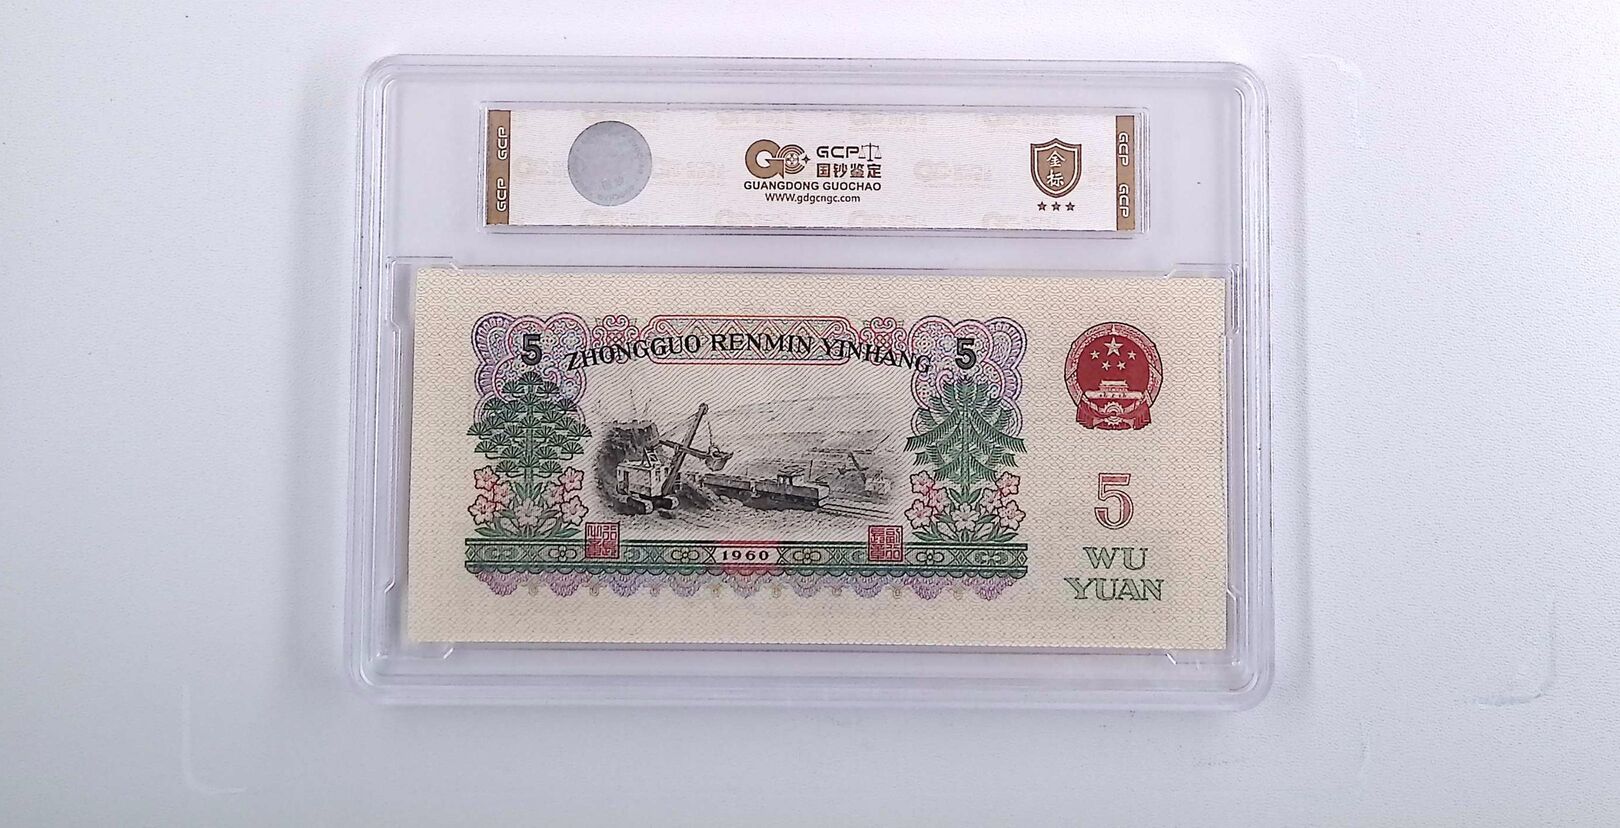 GCP GCP
GCP 国钞鉴定
GUANGDONG GUOCHAO
www.gdgcngc.com
金标
GCP GCP
5 ZHONGGUO RENMIN YINHANG 5
1960
5
WU
YUAN